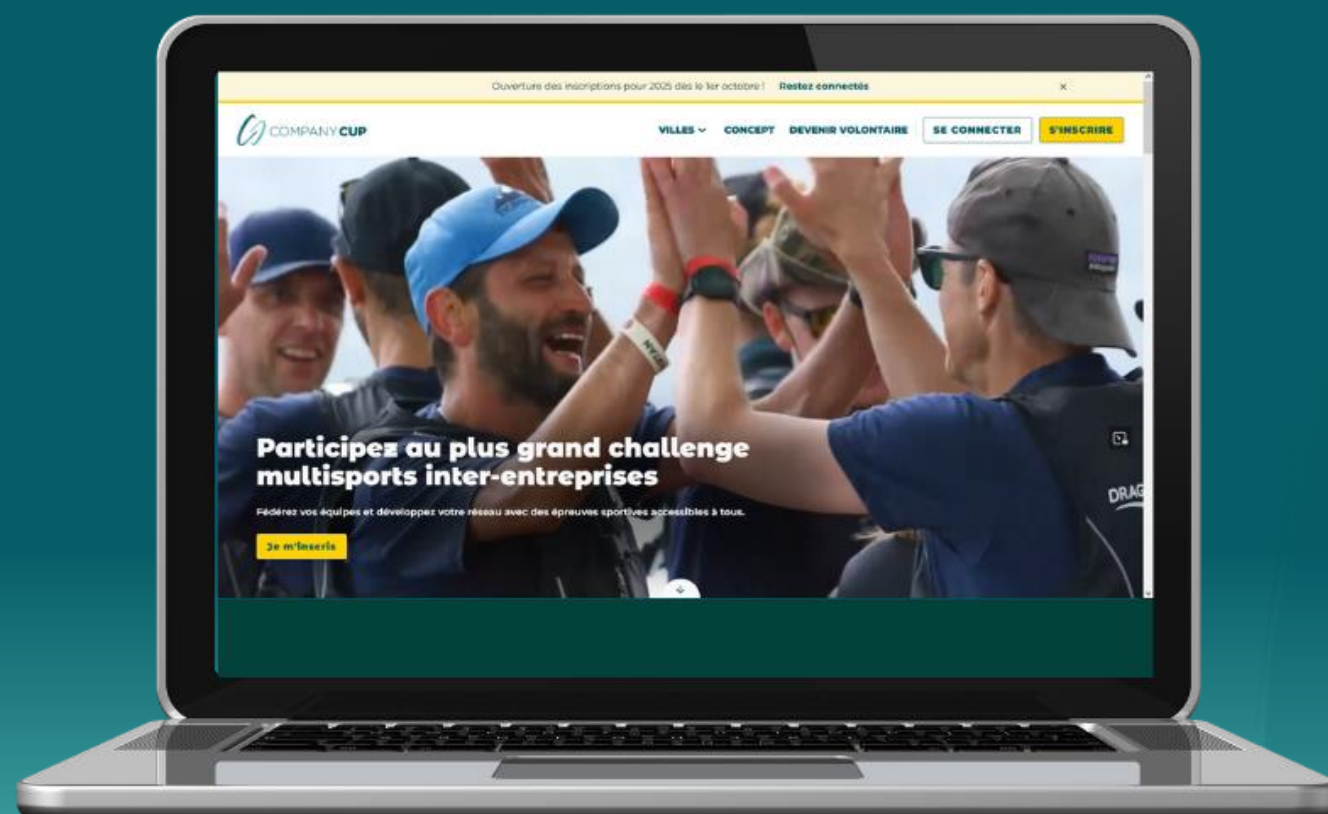 Ouverture des inscriptions pour 2025 dès le 1er octobre ! Restez connectés
COMPANY CUP
VILLES CONCEPT DEVENIR VOLONTAIRE SE CONNECTER S'INSCRIRE
Participez au plus grand challenge
multisports inter-entreprises
Fédérez vos équipes et développez votre réseau avec des épreuves sportives accessibles à tous.
Je m'inscris
DRAG